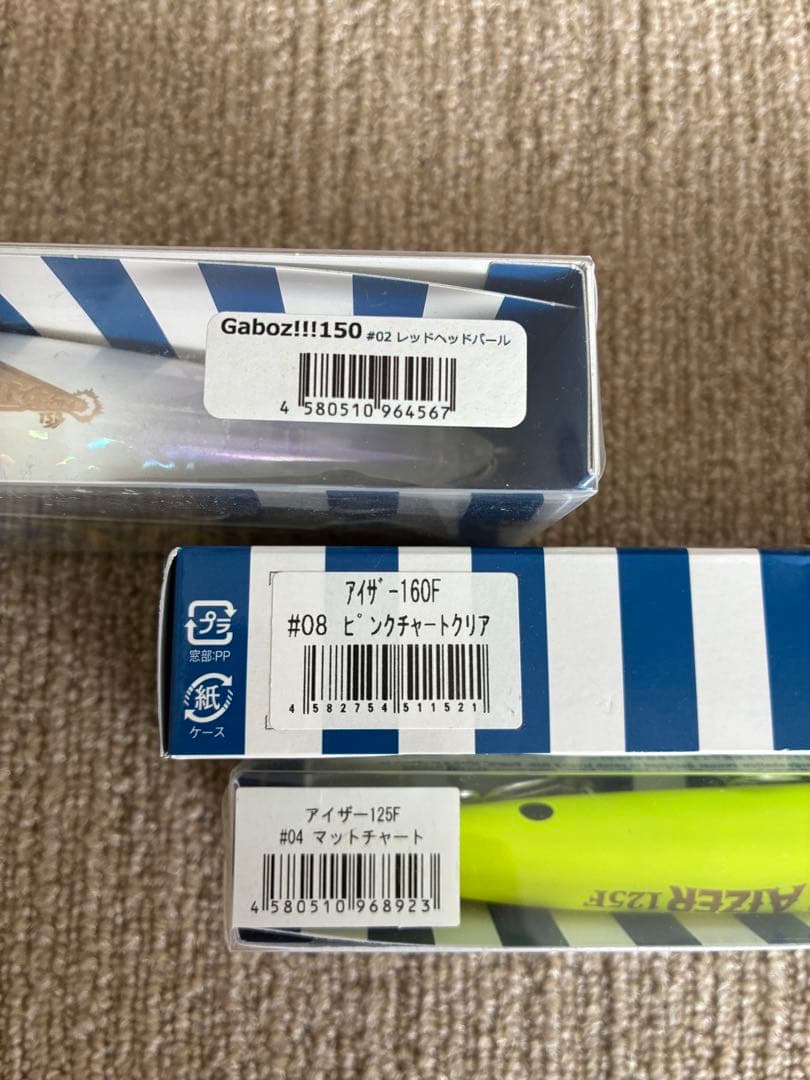 Gaboz!!!150 #02 レッドヘッドパール
4 580510 964567
ｱｲｻﾞｰ160F
#08 ﾋﾟンクチャートクリア
4 582754 511521
プラ
窓部:PP
紙
ケース
アイザー125F
#04 マットチャート
4 580510 968923
AIZER 125F